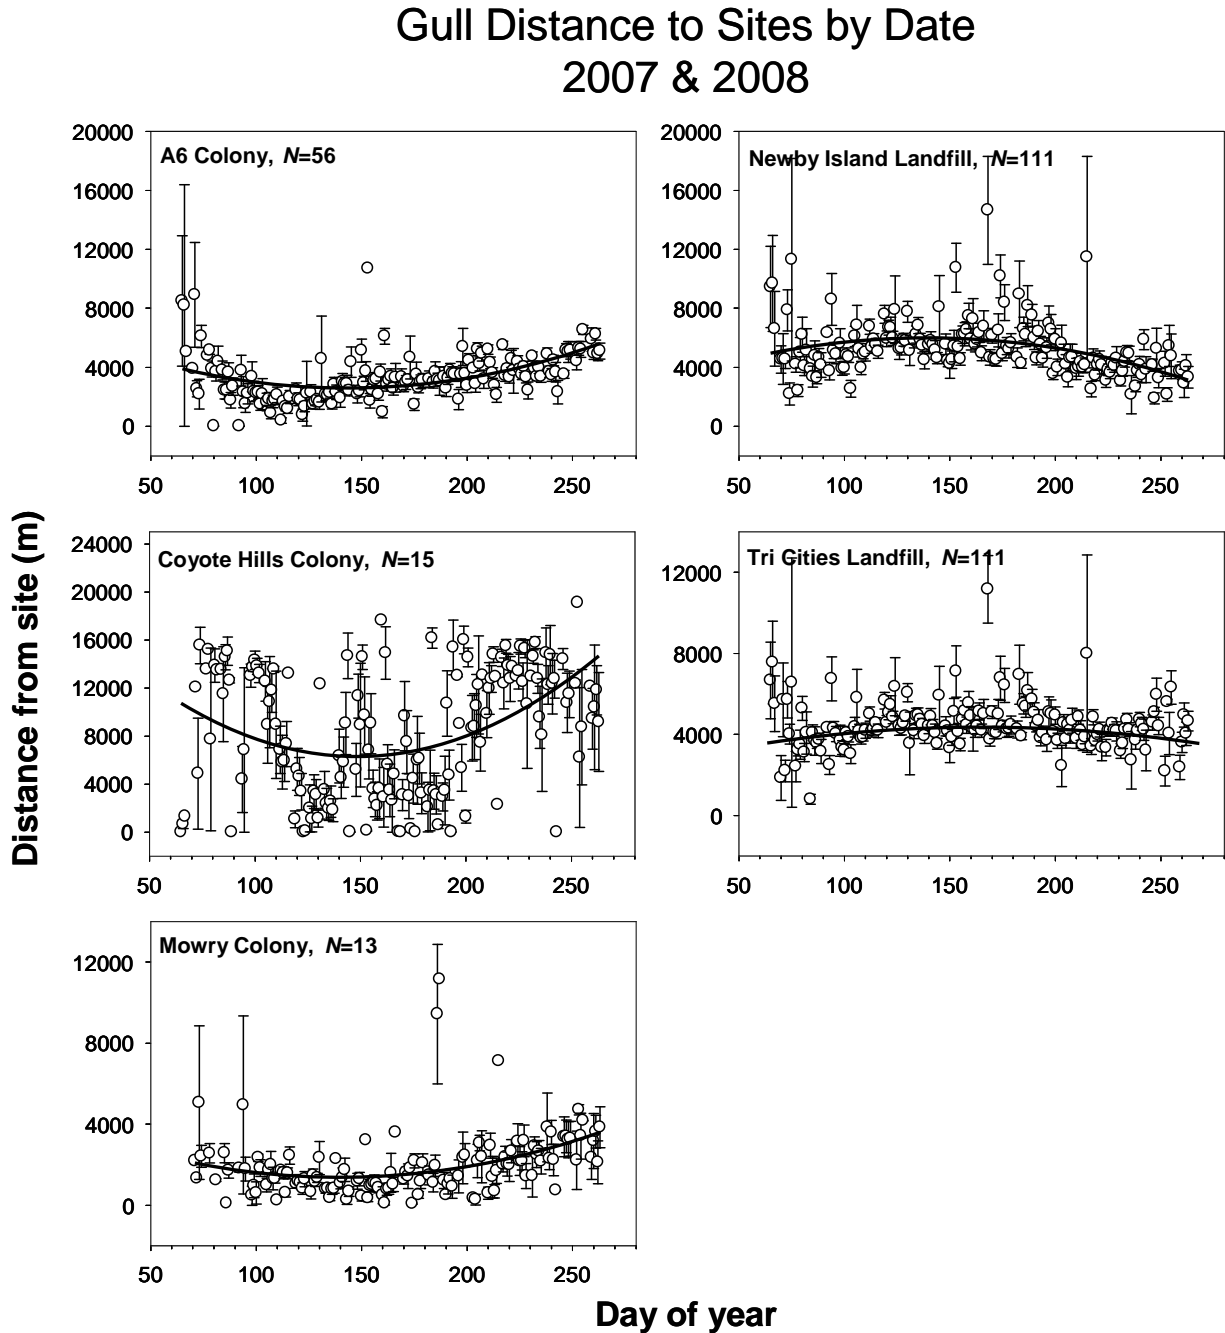 Gull Distance to Sites by Date
2007 & 2008
A6 Colony, N=56
20000
16000
12000
8000
4000
0
50 100 150 200 250
Newby Island Landfill, N=111
20000
16000
12000
8000
4000
0
50 100 150 200 250
Distance from site (m)
Coyote Hills Colony, N=15
24000
20000
16000
12000
8000
4000
0
50 100 150 200 250
Tri Cities Landfill, N=111
12000
8000
4000
0
50 100 150 200 250
Mowry Colony, N=13
12000
8000
4000
0
50 100 150 200 250
Day of year